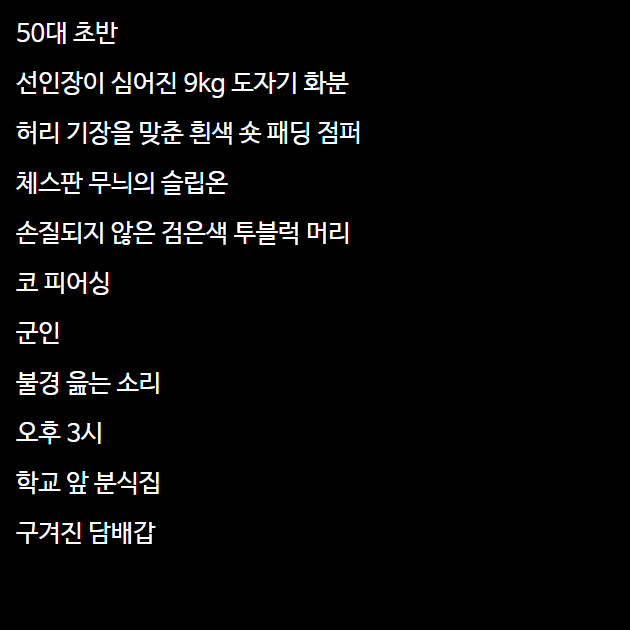 50대 초반
선인장이 심어진 9kg 도자기 화분
허리 기장을 맞춘 흰색 숏 패딩 점퍼
체스판 무늬의 슬립온
손질되지 않은 검은색 투블럭 머리
코 피어싱
군인
불경 읊는 소리
오후 3시
학교 앞 분식집
구겨진 담배갑